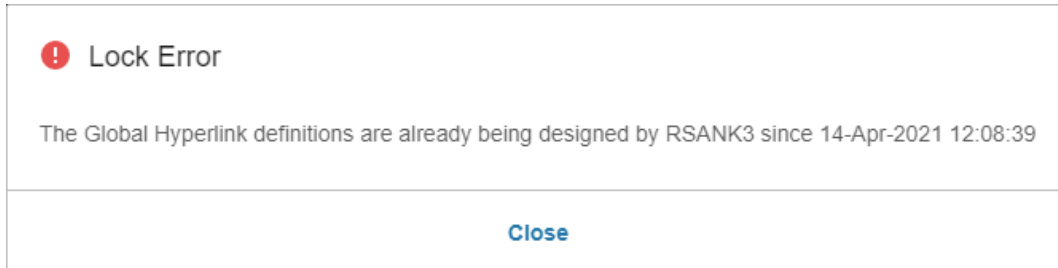 Lock Error
The Global Hyperlink definitions are already being designed by RSANK3 since 14-Apr-2021 12:08:39
Close